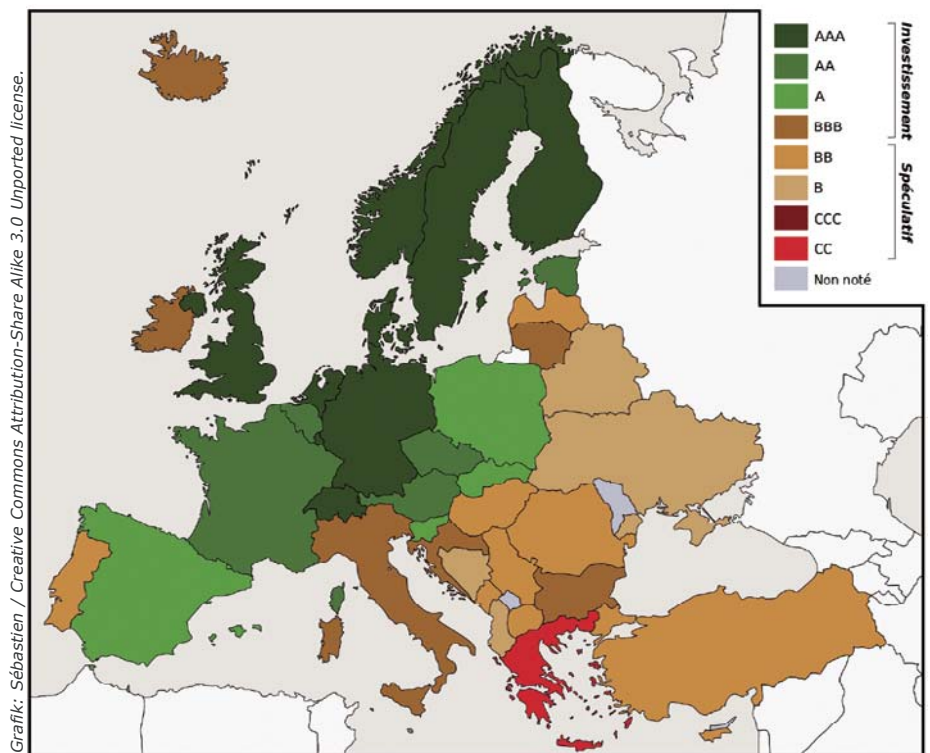 Grafik: Sébastien / Creative Commons Attribution-Share Alike 3.0 Unported license.
AAA
AA
A
BBB
BB
B
CCC
CC
Non noté
Investissement
Spéculatif